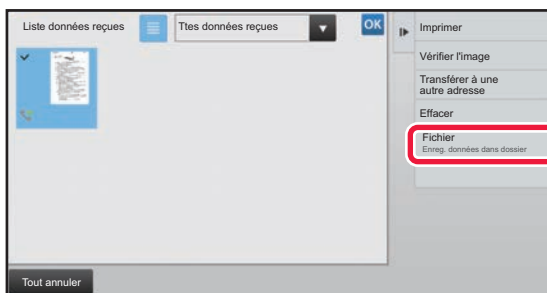 Liste données reçues
Ttes données reçues
OK
Imprimer
Vérifier l'image
Transférer à une
autre adresse
Effacer
Fichier
Enreg. données dans dossier
Tout annuler